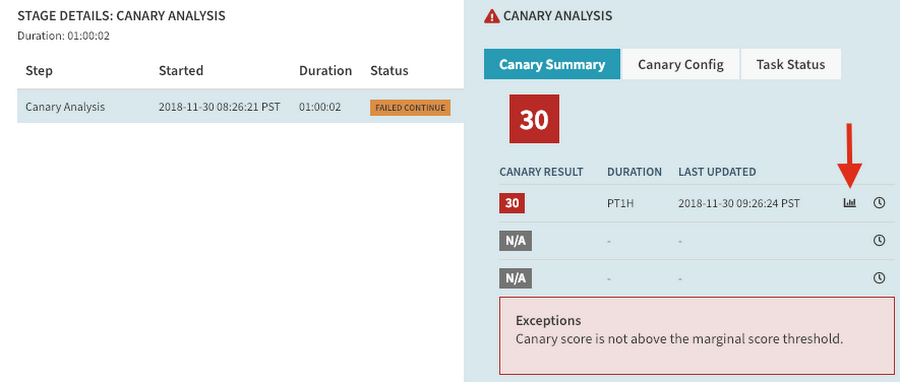 STAGE DETAILS: CANARY ANALYSIS
Duration: 01:00:02
Step Started Duration Status
Canary Analysis 2018-11-30 08:26:21 PST 01:00:02 FAILED CONTINUE
CANARY ANALYSIS
Canary Summary Canary Config Task Status
30
CANARY RESULT DURATION LAST UPDATED
30 PT1H 2018-11-30 09:26:24 PST
N/A - -
N/A - -
Exceptions
Canary score is not above the marginal score threshold.